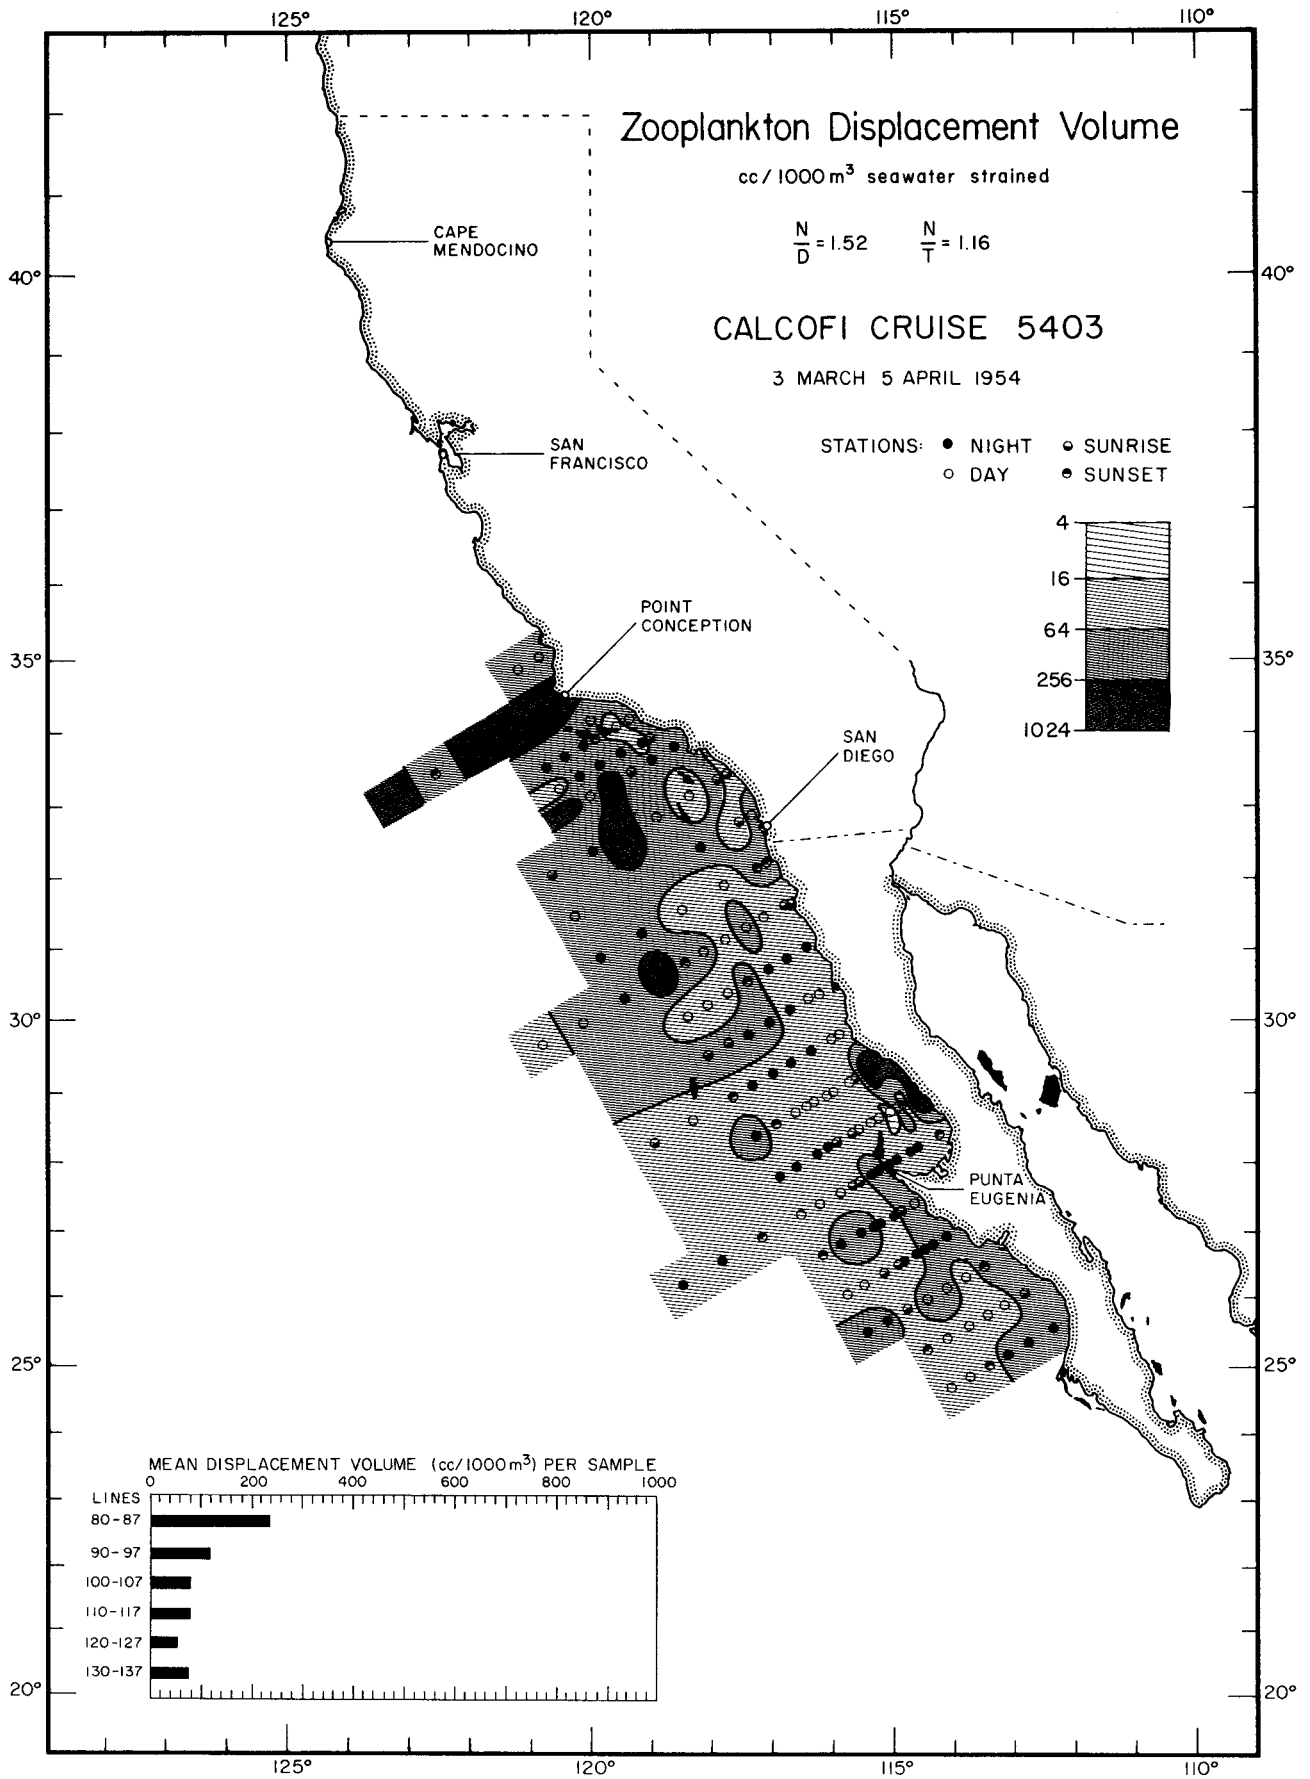 125° 120° 115° 110°
Zooplankton Displacement Volume
cc/1000 m³ seawater strained
N/D = 1.52 N/T = 1.16
CALCOFI CRUISE 5403
3 MARCH 5 APRIL 1954
STATIONS: NIGHT SUNRISE
DAY SUNSET
CAPE
MENDOCINO
40° 40°
SAN
FRANCISCO
4
16
64
256
1024
POINT
CONCEPTION
35° 35°
SAN
DIEGO
30° 30°
PUNTA
EUGENIA
25° 25°
MEAN DISPLACEMENT VOLUME (cc/1000 m³) PER SAMPLE
0 200 400 600 800 1000
LINES
80-87
90-97
100-107
110-117
120-127
130-137
20° 20°
125° 120° 115° 110°